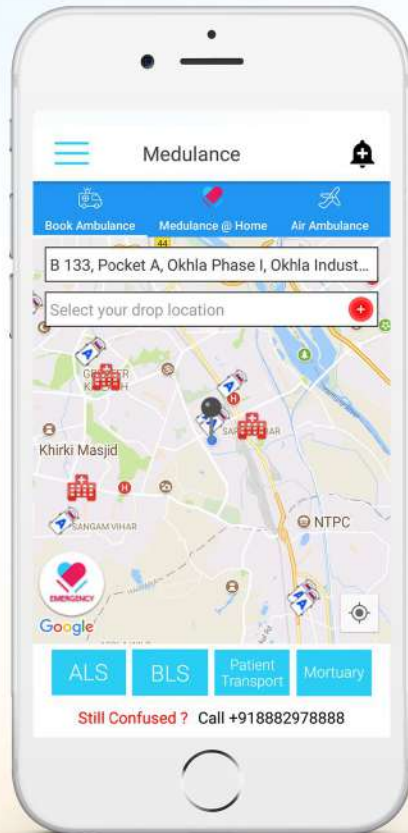 Medulance
Book Ambulance
Medulance @ Home
Air Ambulance
44
B 133, Pocket A, Okhla Phase I, Okhla Indust...
Select your drop location
Khirki Masjid
SANGAM VIHAR
NTPC
EMERGENCY
Google
ALS
BLS
Patient
Transport
Mortuary
Still Confused ? Call +918882978888